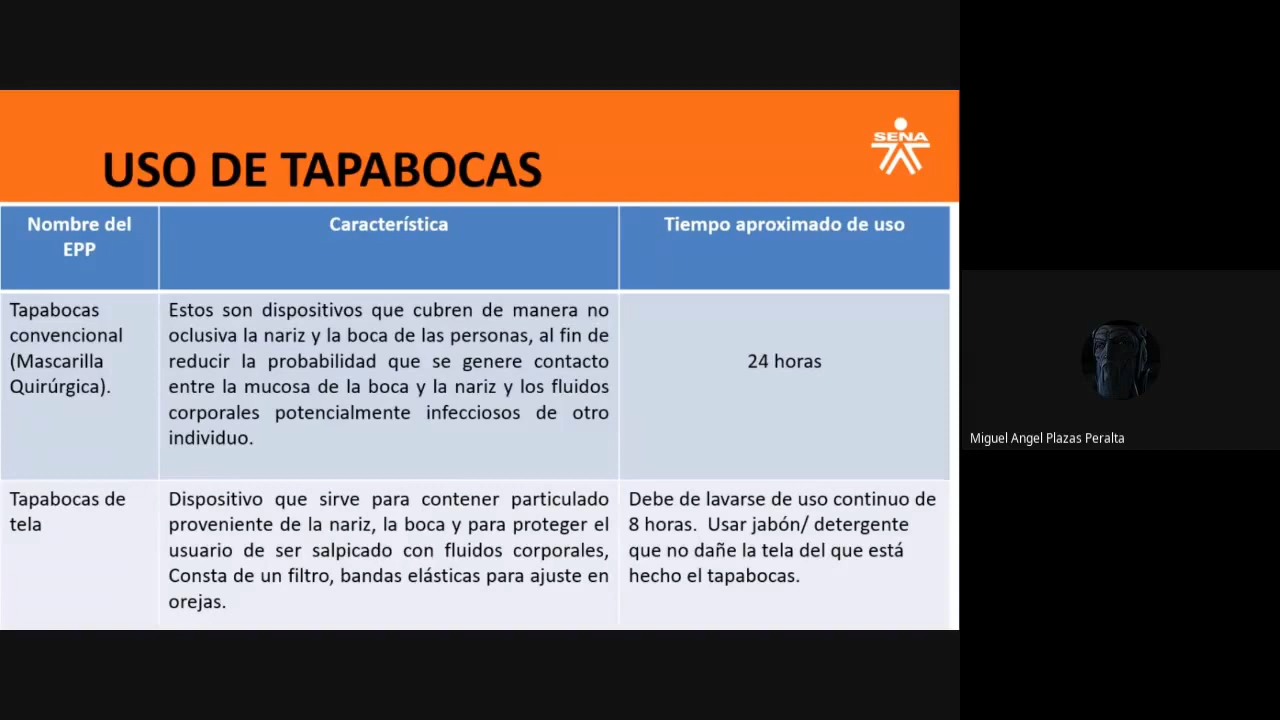 SENA
USO DE TAPABOCAS
Nombre del
EPP
Característica
Tiempo aproximado de uso
Tapabocas
convencional
(Mascarilla
Quirúrgica).
Estos son dispositivos que cubren de manera no
oclusiva la nariz y la boca de las personas, al fin de
reducir la probabilidad que se genere contacto
entre la mucosa de la boca y la nariz y los fluidos
corporales potencialmente infecciosos de otro
individuo.
24 horas
Tapabocas de
tela
Dispositivo que sirve para contener particulado
proveniente de la nariz, la boca y para proteger el
usuario de ser salpicado con fluidos corporales,
Consta de un filtro, bandas elásticas para ajuste en
orejas.
Debe de lavarse de uso continuo de
8 horas. Usar jabón/ detergente
que no dañe la tela del que está
hecho el tapabocas.
Miguel Angel Plazas Peralta